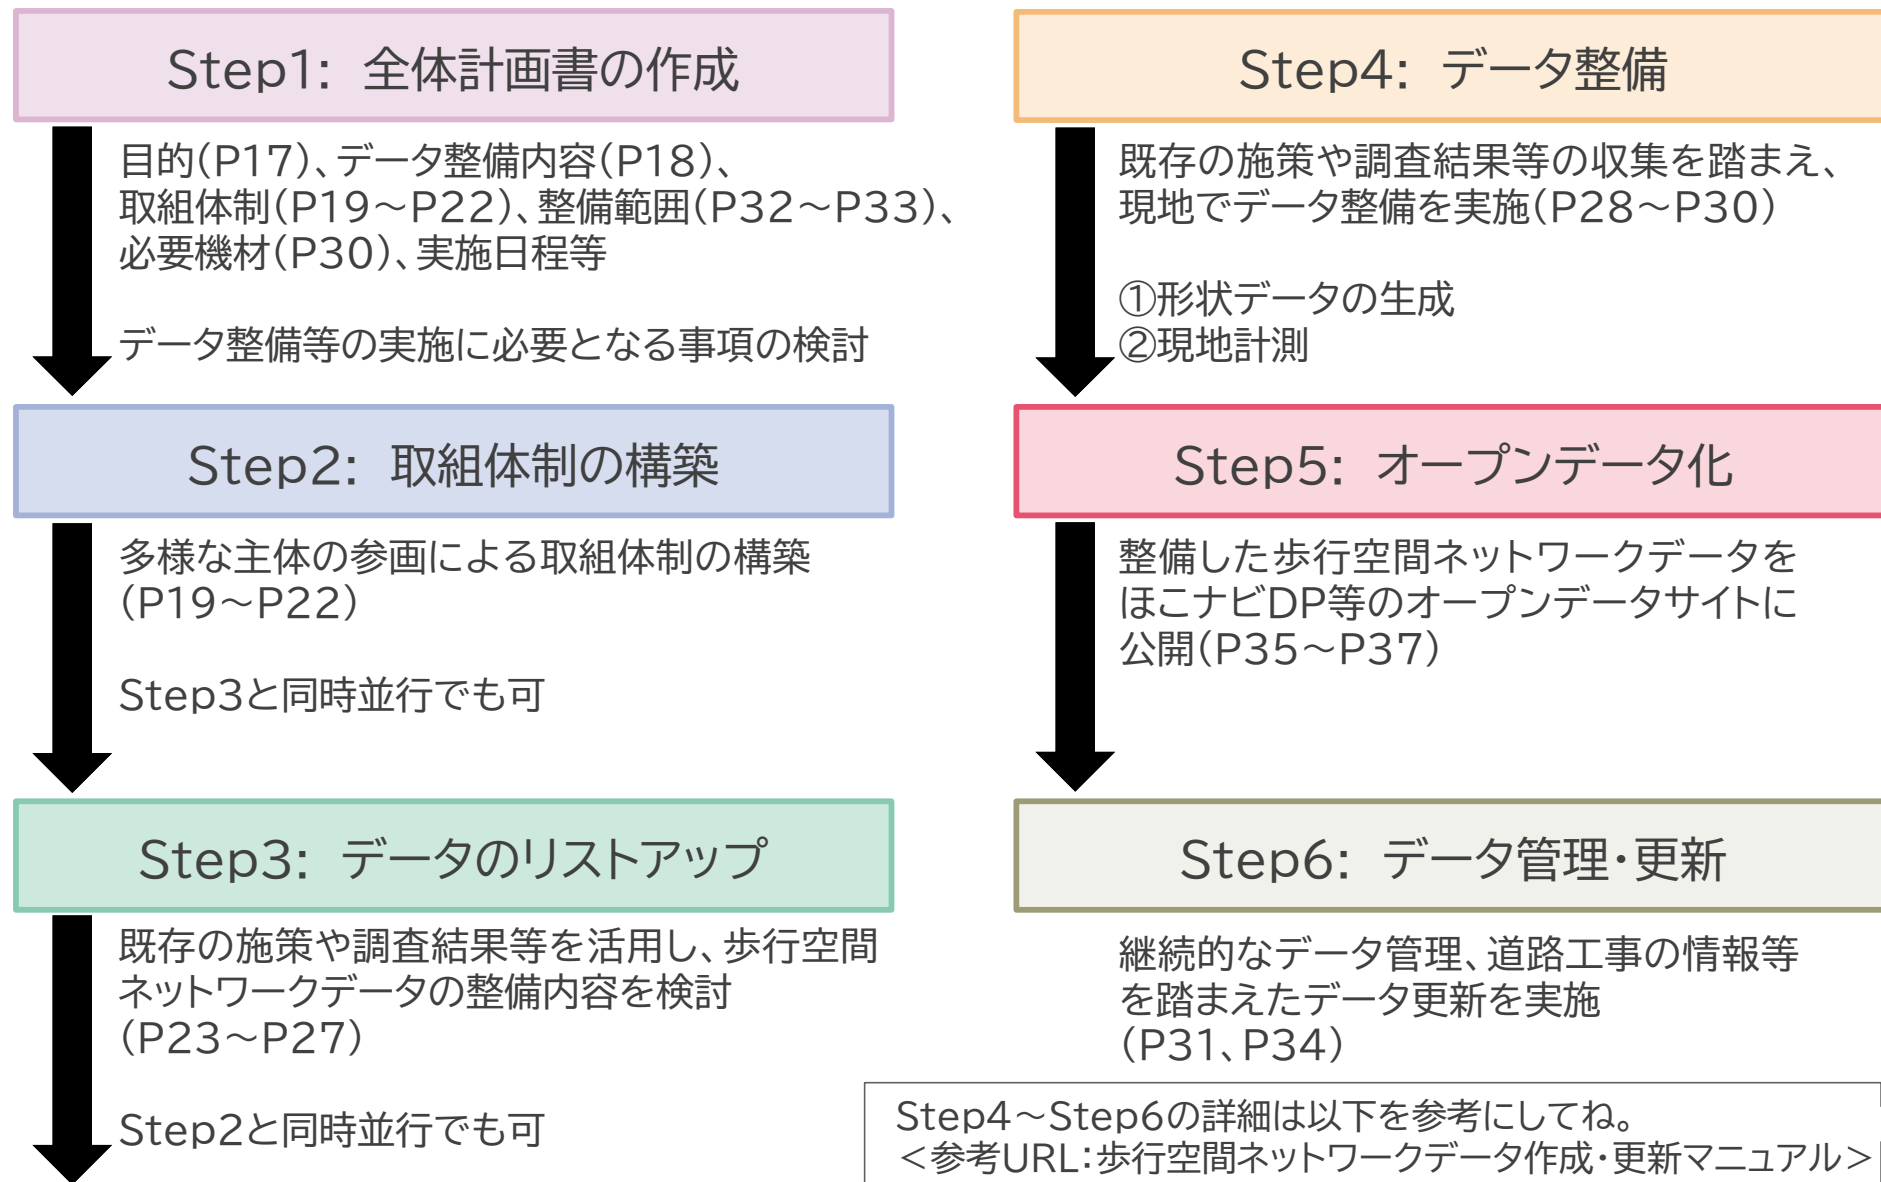 Step1: 全体計画書の作成
目的(P17)、データ整備内容(P18)、
取組体制(P19～P22)、整備範囲(P32～P33)、
必要機材(P30)、実施日程等
データ整備等の実施に必要となる事項の検討
Step2: 取組体制の構築
多様な主体の参画による取組体制の構築
(P19～P22)
Step3と同時並行でも可
Step3: データのリストアップ
既存の施策や調査結果等を活用し、歩行空間
ネットワークデータの整備内容を検討
(P23～P27)
Step2と同時並行でも可
Step4: データ整備
既存の施策や調査結果等の収集を踏まえ、
現地でデータ整備を実施(P28～P30)
①形状データの生成
②現地計測
Step5: オープンデータ化
整備した歩行空間ネットワークデータを
ほこナビDP等のオープンデータサイトに
公開(P35～P37)
Step6: データ管理・更新
継続的なデータ管理、道路工事の情報等
を踏まえたデータ更新を実施
(P31、P34)
Step4～Step6の詳細は以下を参考にしてね。
＜参考URL：歩行空間ネットワークデータ作成・更新マニュアル＞